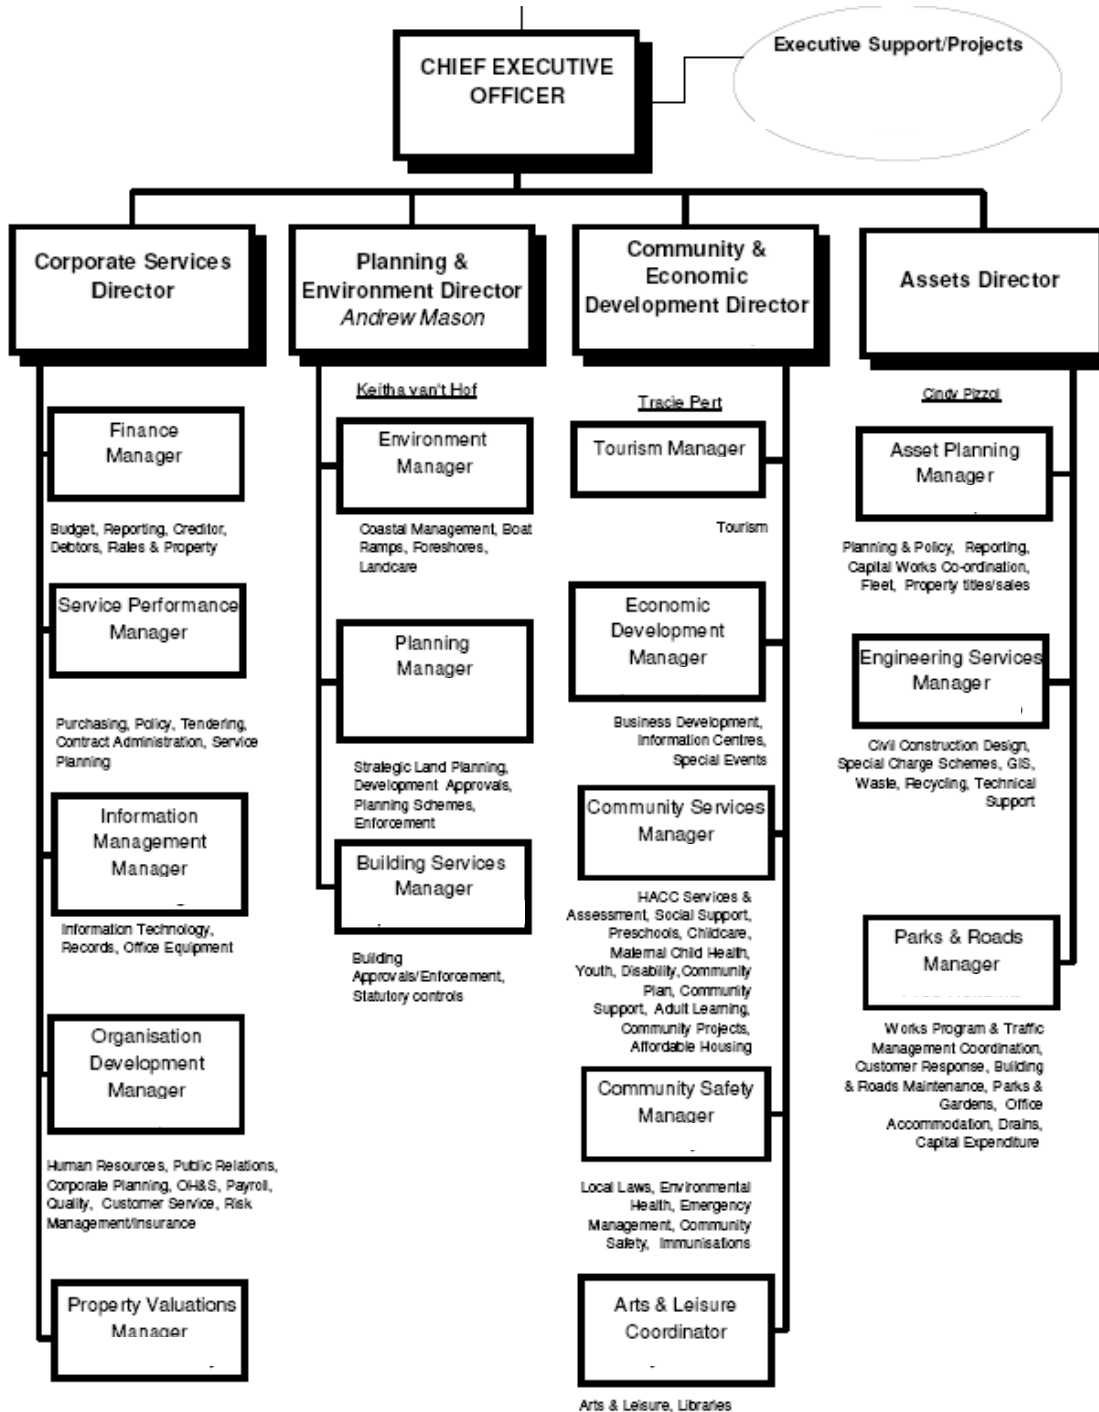 CHIEF EXECUTIVE
OFFICER
Executive Support/Projects
Corporate Services
Director
Finance
Manager
Budget, Reporting, Creditor,
Debtors, Rates & Property
Service Performance
Manager
Purchasing, Policy, Tendering,
Contract Administration, Service
Planning
Information
Management
Manager
Information Technology,
Records, Office Equipment
Organisation
Development
Manager
Human Resources, Public Relations,
Corporate Planning, OH&S, Payroll,
Quality, Customer Service, Risk
Management/Insurance
Property Valuations
Manager
Planning &
Environment Director
Andrew Mason
Keitha van't Hof
Environment
Manager
Coastal Management, Boat
Ramps, Foreshores,
Landcare
Planning
Manager
Strategic Land Planning,
Development Approvals,
Planning Schemes,
Enforcement
Building Services
Manager
Building
Approvals/Enforcement,
Statutory controls
Community &
Economic
Development Director
Tracie Pert
Tourism Manager
Tourism
Economic
Development
Manager
Business Development,
Information Centres,
Special Events
Community Services
Manager
HACC Services &
Assessment, Social Support,
Preschools, Childcare,
Maternal Child Health,
Youth, Disability, Community
Plan, Community
Support, Adult Learning,
Community Projects,
Affordable Housing
Community Safety
Manager
Local Laws, Environmental
Health, Emergency
Management, Community
Safety, Immunisations
Arts & Leisure
Coordinator
Arts & Leisure, Libraries
Assets Director
Cindy Pizzol
Asset Planning
Manager
Planning & Policy, Reporting,
Capital Works Co-ordination,
Fleet, Property titles/sales
Engineering Services
Manager
Civil Construction Design,
Special Charge Schemes, GIS,
Waste, Recycling, Technical
Support
Parks & Roads
Manager
Works Program & Traffic
Management Coordination,
Customer Response, Building
& Roads Maintenance, Parks &
Gardens, Office
Accommodation, Drains,
Capital Expenditure